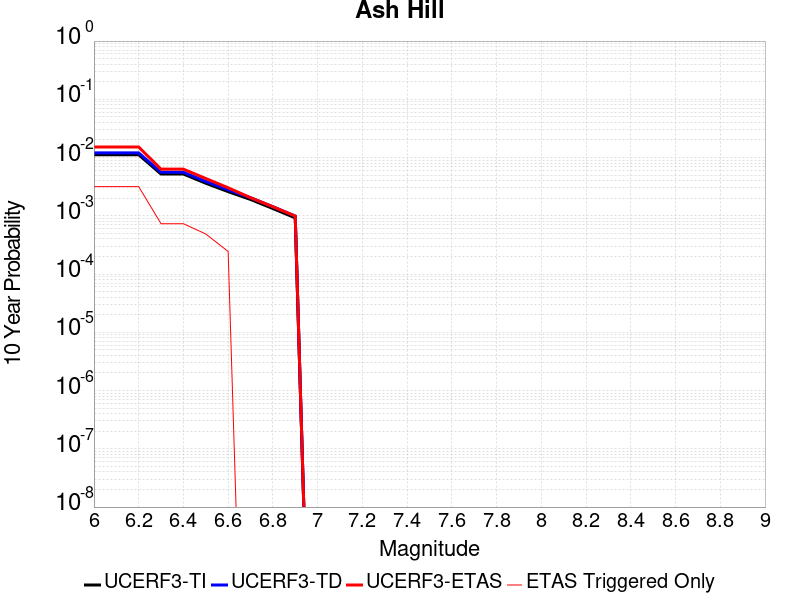 Ash Hill
10^0
10^-1
10^-2
10^-3
10^-4
10^-5
10^-6
10^-7
10^-8
10 Year Probability
6 6.2 6.4 6.6 6.8 7 7.2 7.4 7.6 7.8 8 8.2 8.4 8.6 8.8 9
Magnitude
UCERF3-TI UCERF3-TD UCERF3-ETAS ETAS Triggered Only